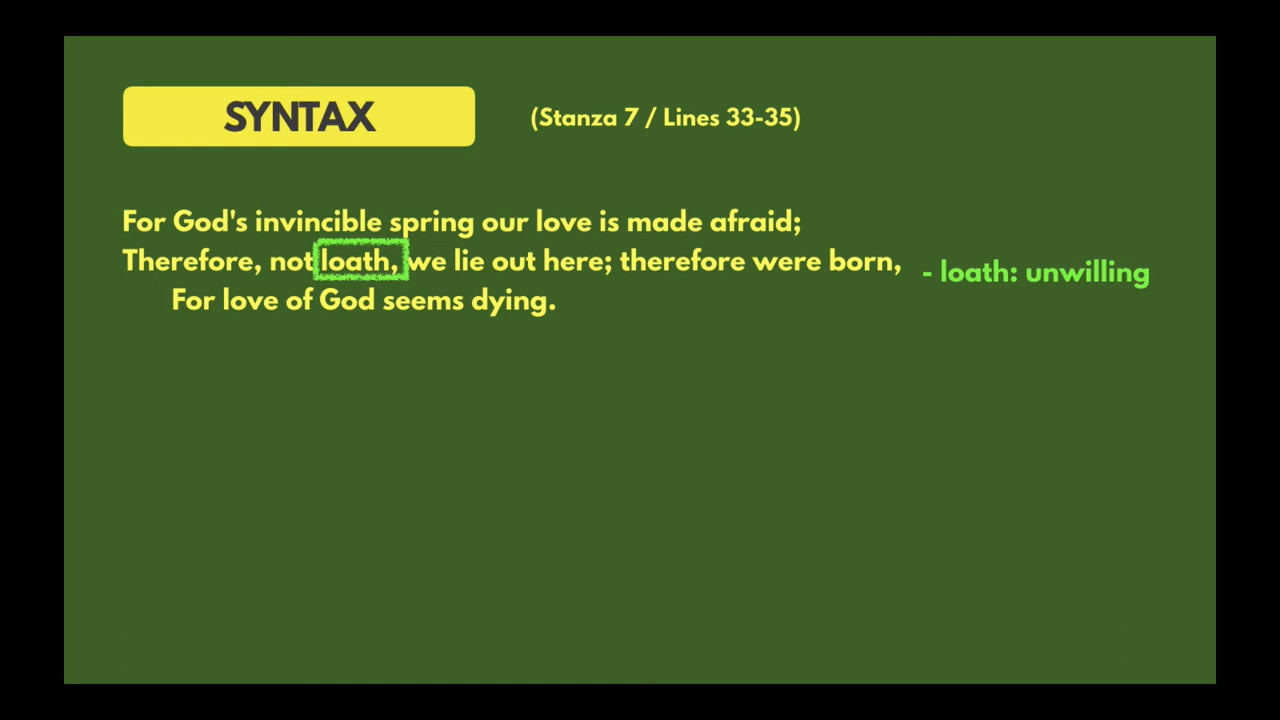 SYNTAX
(Stanza 7 / Lines 33-35)
For God's invincible spring our love is made afraid;
Therefore, not loath, we lie out here; therefore were born,
- loath: unwilling
For love of God seems dying.